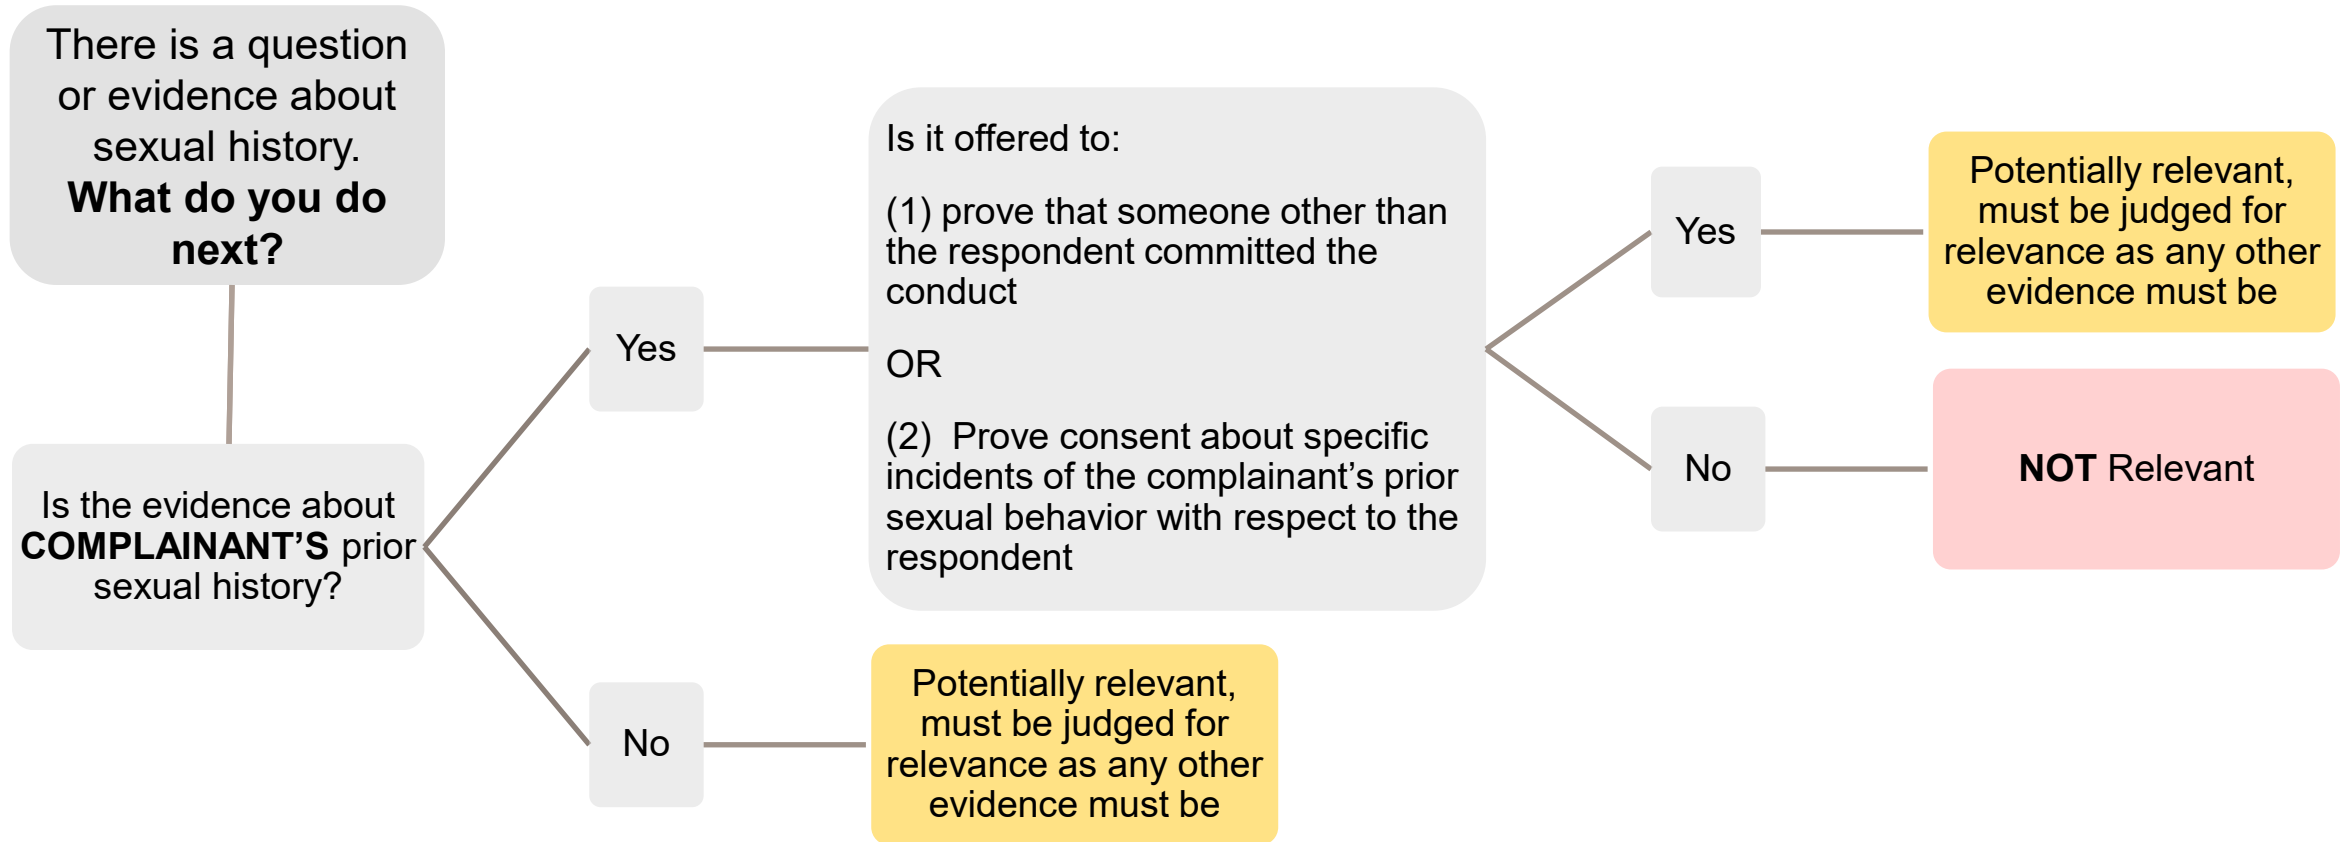 There is a question
or evidence about
sexual history.
What do you do
next?
Is the evidence about
COMPLAINANT’S prior
sexual history?
Yes
No
Is it offered to:
(1) prove that someone other than
the respondent committed the
conduct
OR
(2)  Prove consent about specific
incidents of the complainant’s prior
sexual behavior with respect to the
respondent
Potentially relevant,
must be judged for
relevance as any other
evidence must be
Yes
No
Potentially relevant,
must be judged for
relevance as any other
evidence must be
NOT Relevant